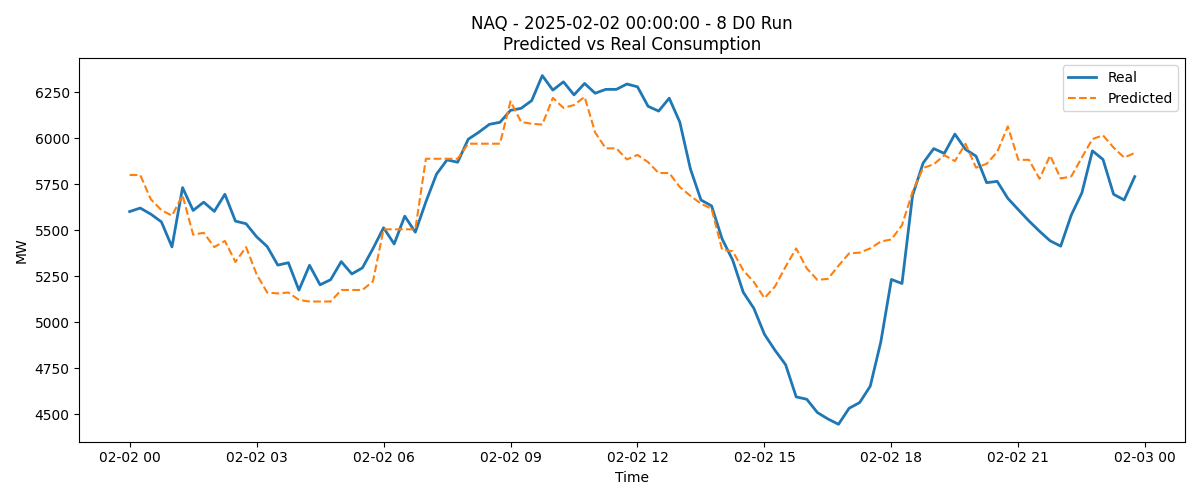 NAQ - 2025-02-02 00:00:00 - 8 D0 Run
Predicted vs Real Consumption
Real
Predicted
MW
6250
6000
5750
5500
5250
5000
4750
4500
02-02 00
02-02 03
02-02 06
02-02 09
02-02 12
02-02 15
02-02 18
02-02 21
02-03 00
Time